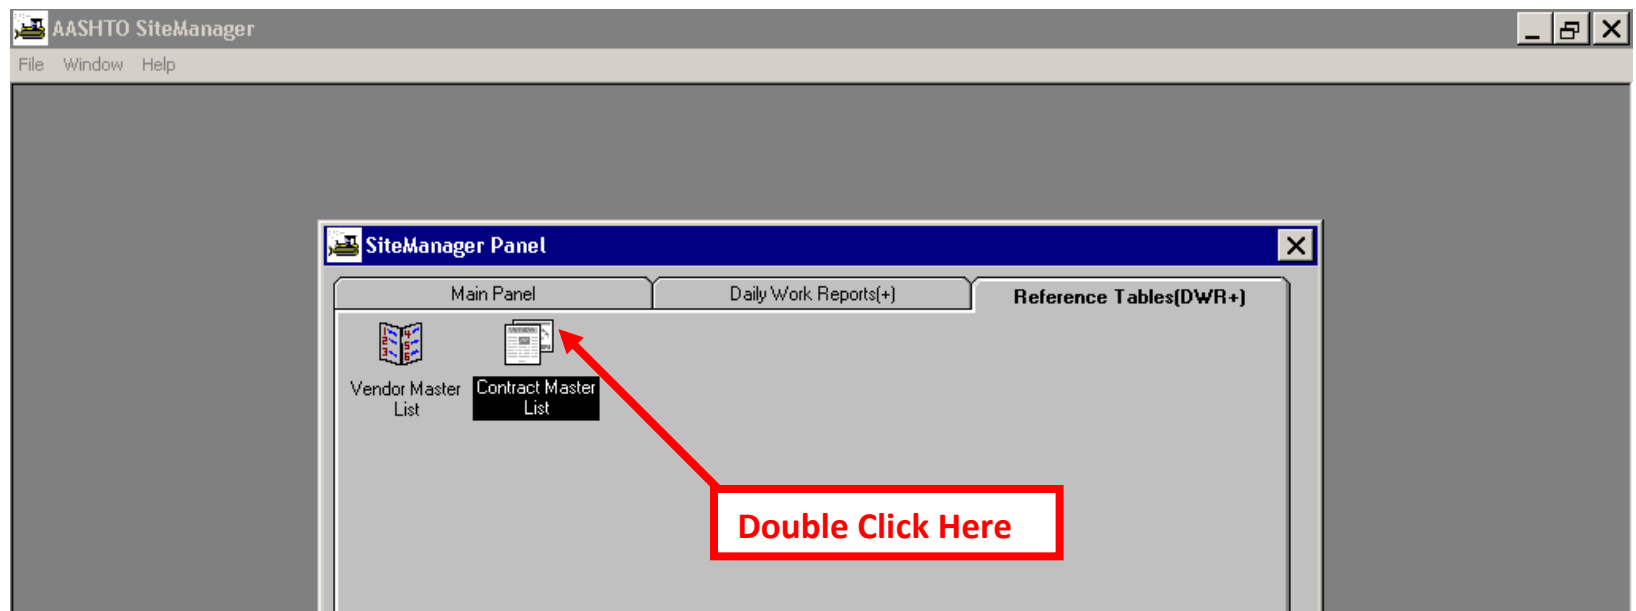 AASHTO SiteManager
File Window Help
SiteManager Panel
Main Panel
Daily Work Reports(+)
Reference Tables(DWR+)
Vendor Master
List
Contract Master
List
Double Click Here